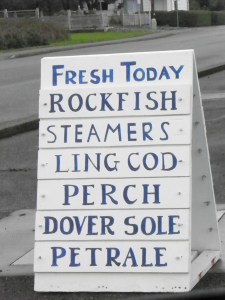 FRESH TODAY
ROCKFISH
STEAMERS
LING COD
PERCH
DOVER SOLE
PETRALE